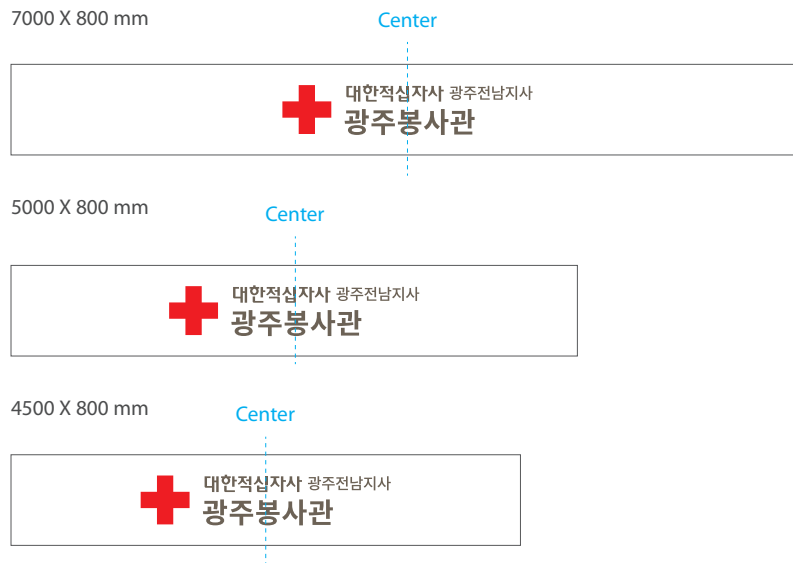 7000 X 800 mm
Center
대한적십자사 광주전남지사
광주봉사관
5000 X 800 mm
Center
대한적십자사 광주전남지사
광주봉사관
4500 X 800 mm
Center
대한적십자사 광주전남지사
광주봉사관